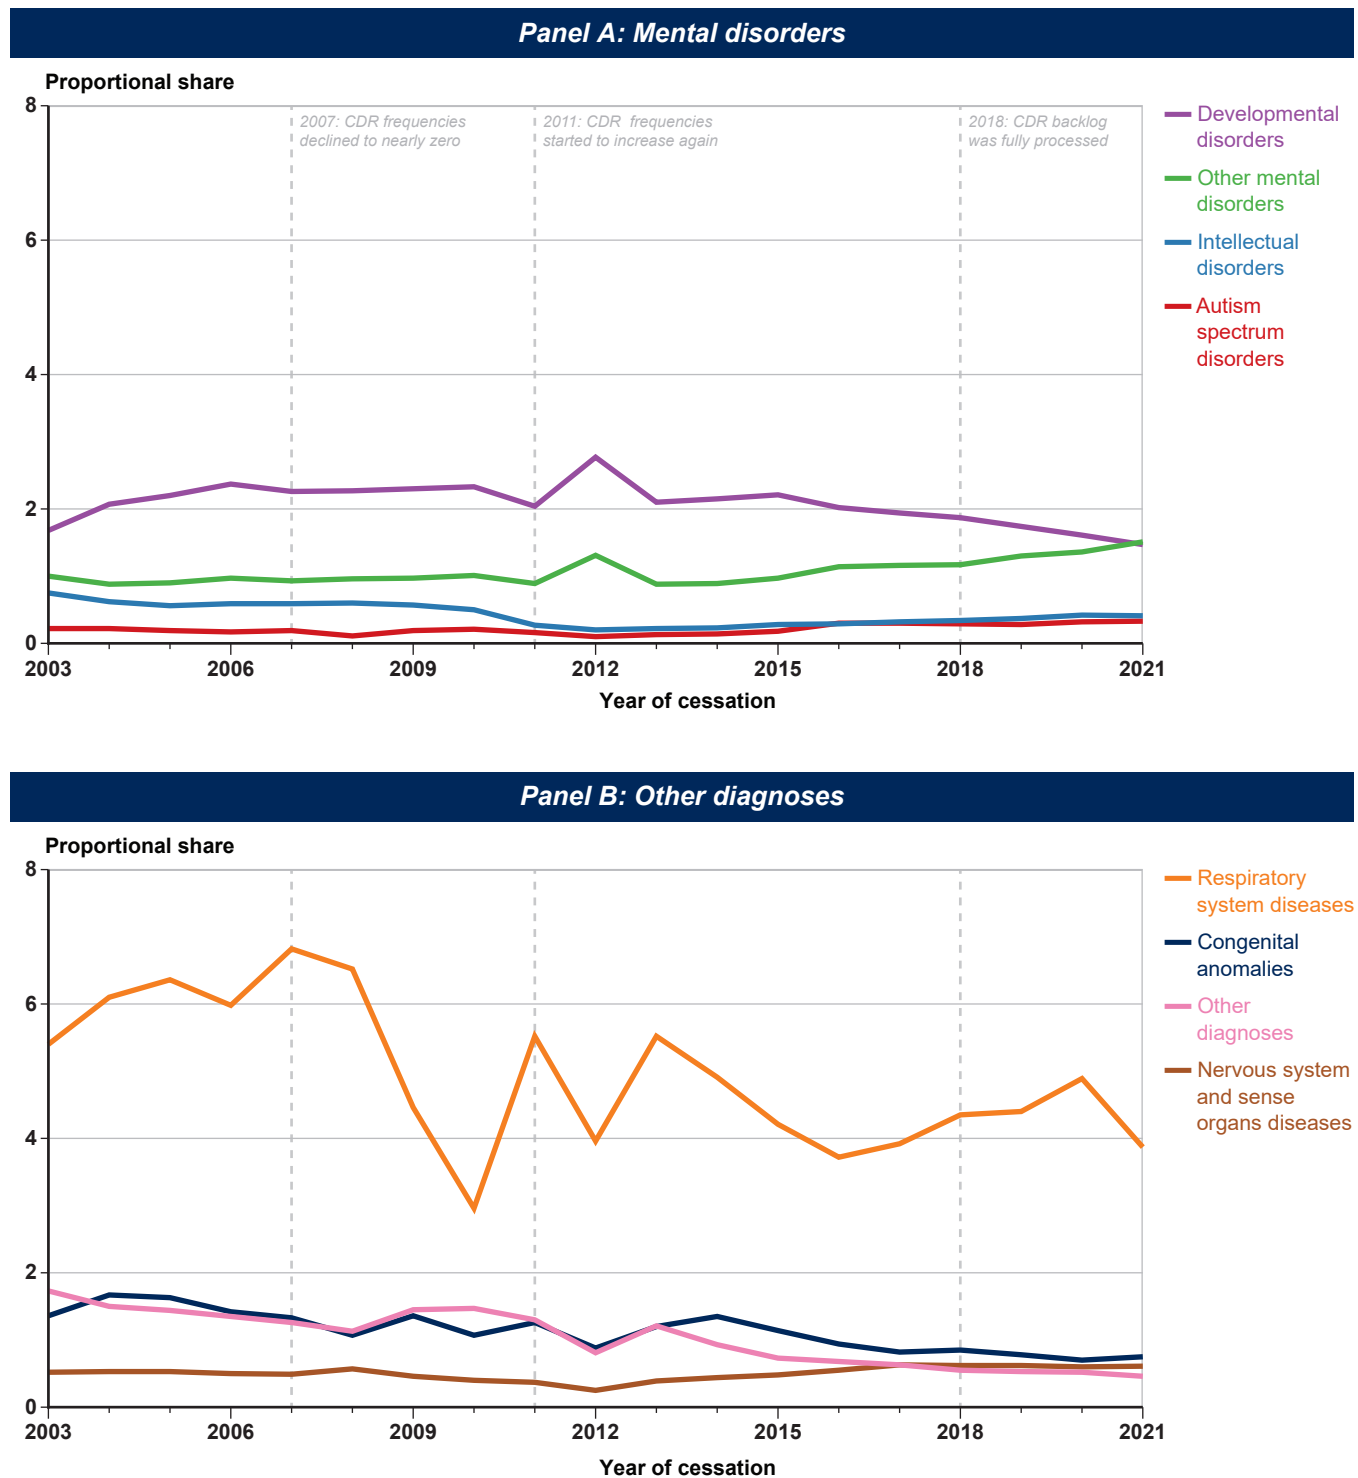 Panel A: Mental disorders
Proportional share
8
6
4
2
0
2007: CDR frequencies
declined to nearly zero
2011: CDR  frequencies
started to increase again
2018: CDR backlog
was fully processed
Developmental
disorders
Other mental
disorders
Intellectual
disorders
Autism
spectrum
disorders
2003 2006 2009 2012 2015 2018 2021
Year of cessation
Panel B: Other diagnoses
Proportional share
8
6
4
2
0
Respiratory
system diseases
Congenital
anomalies
Other
diagnoses
Nervous system
and sense
organs diseases
2003 2006 2009 2012 2015 2018 2021
Year of cessation